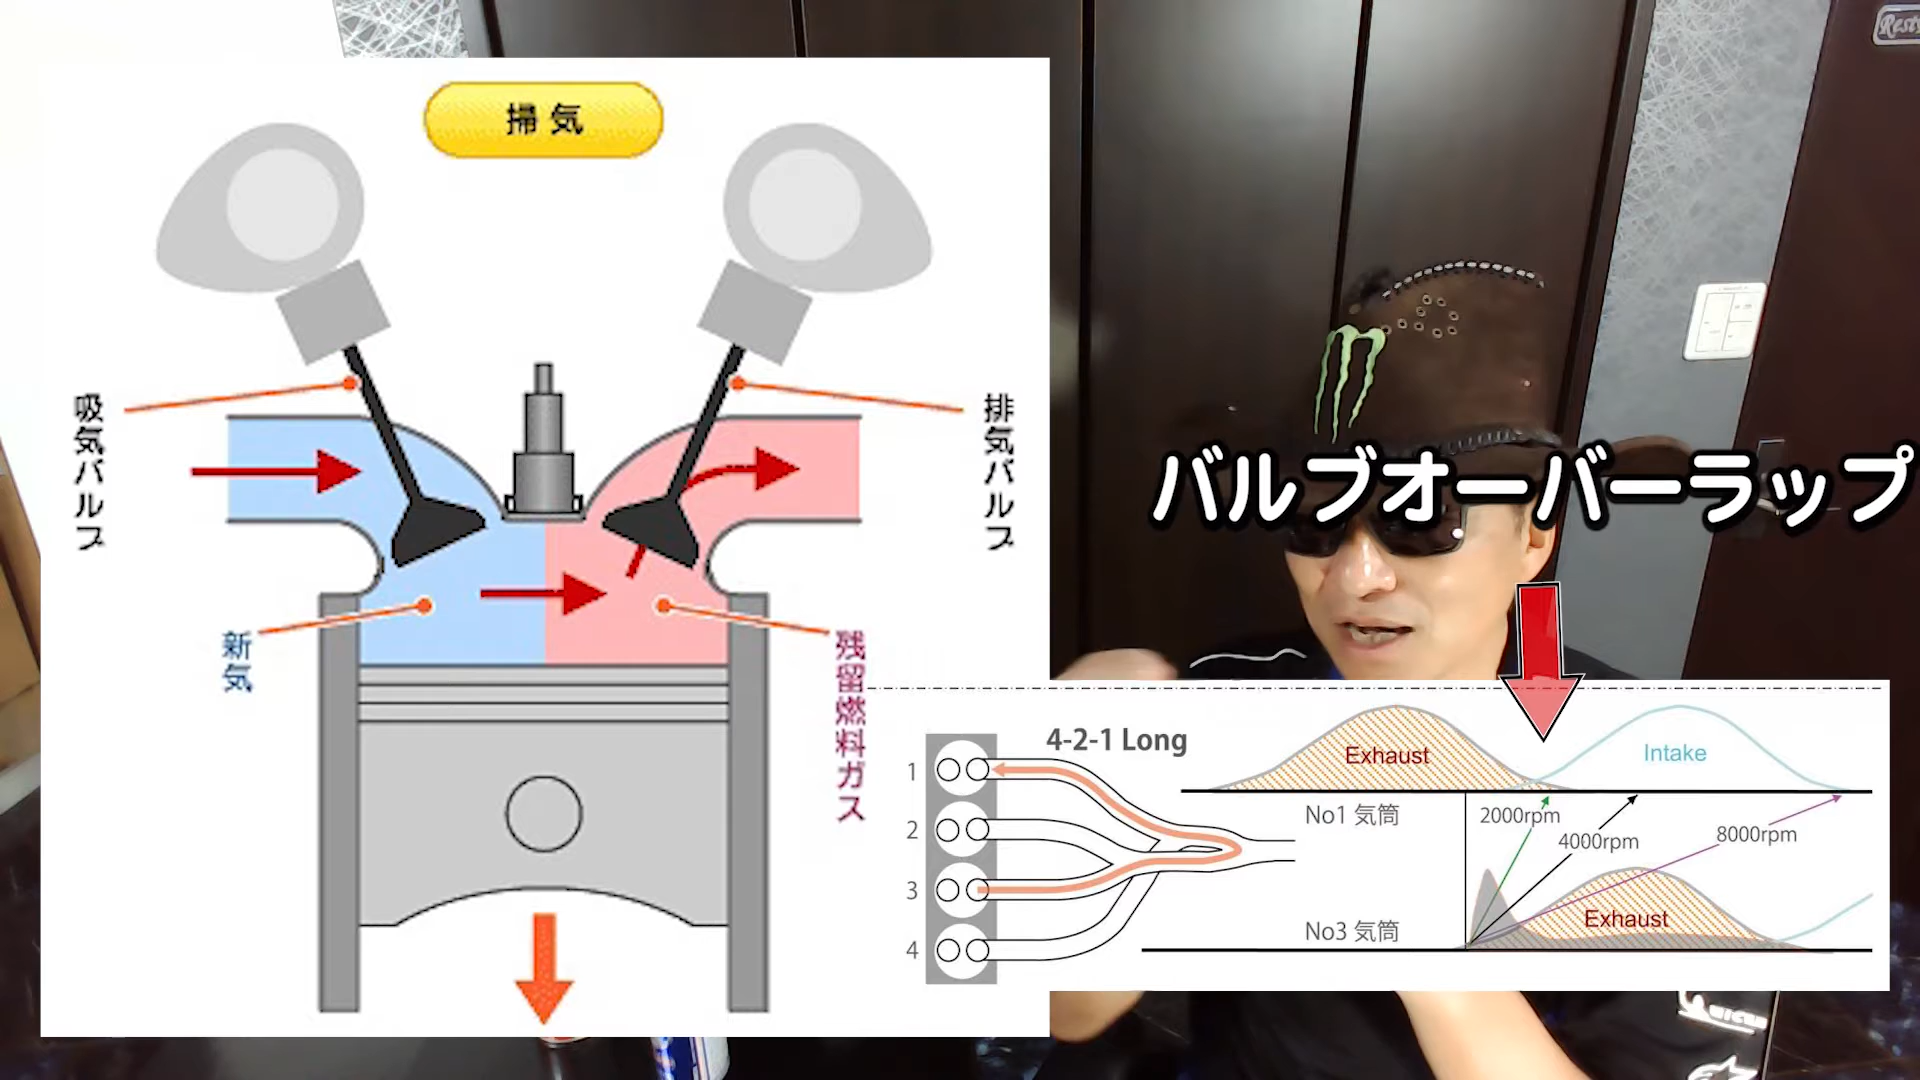 掃気
吸気バルブ
排気バルブ
新気
残留燃料ガス
バルブオーバーラップ
4-2-1 Long
1
2
3
4
Exhaust
Intake
No1 気筒
2000rpm
4000rpm
8000rpm
No3 気筒
Exhaust